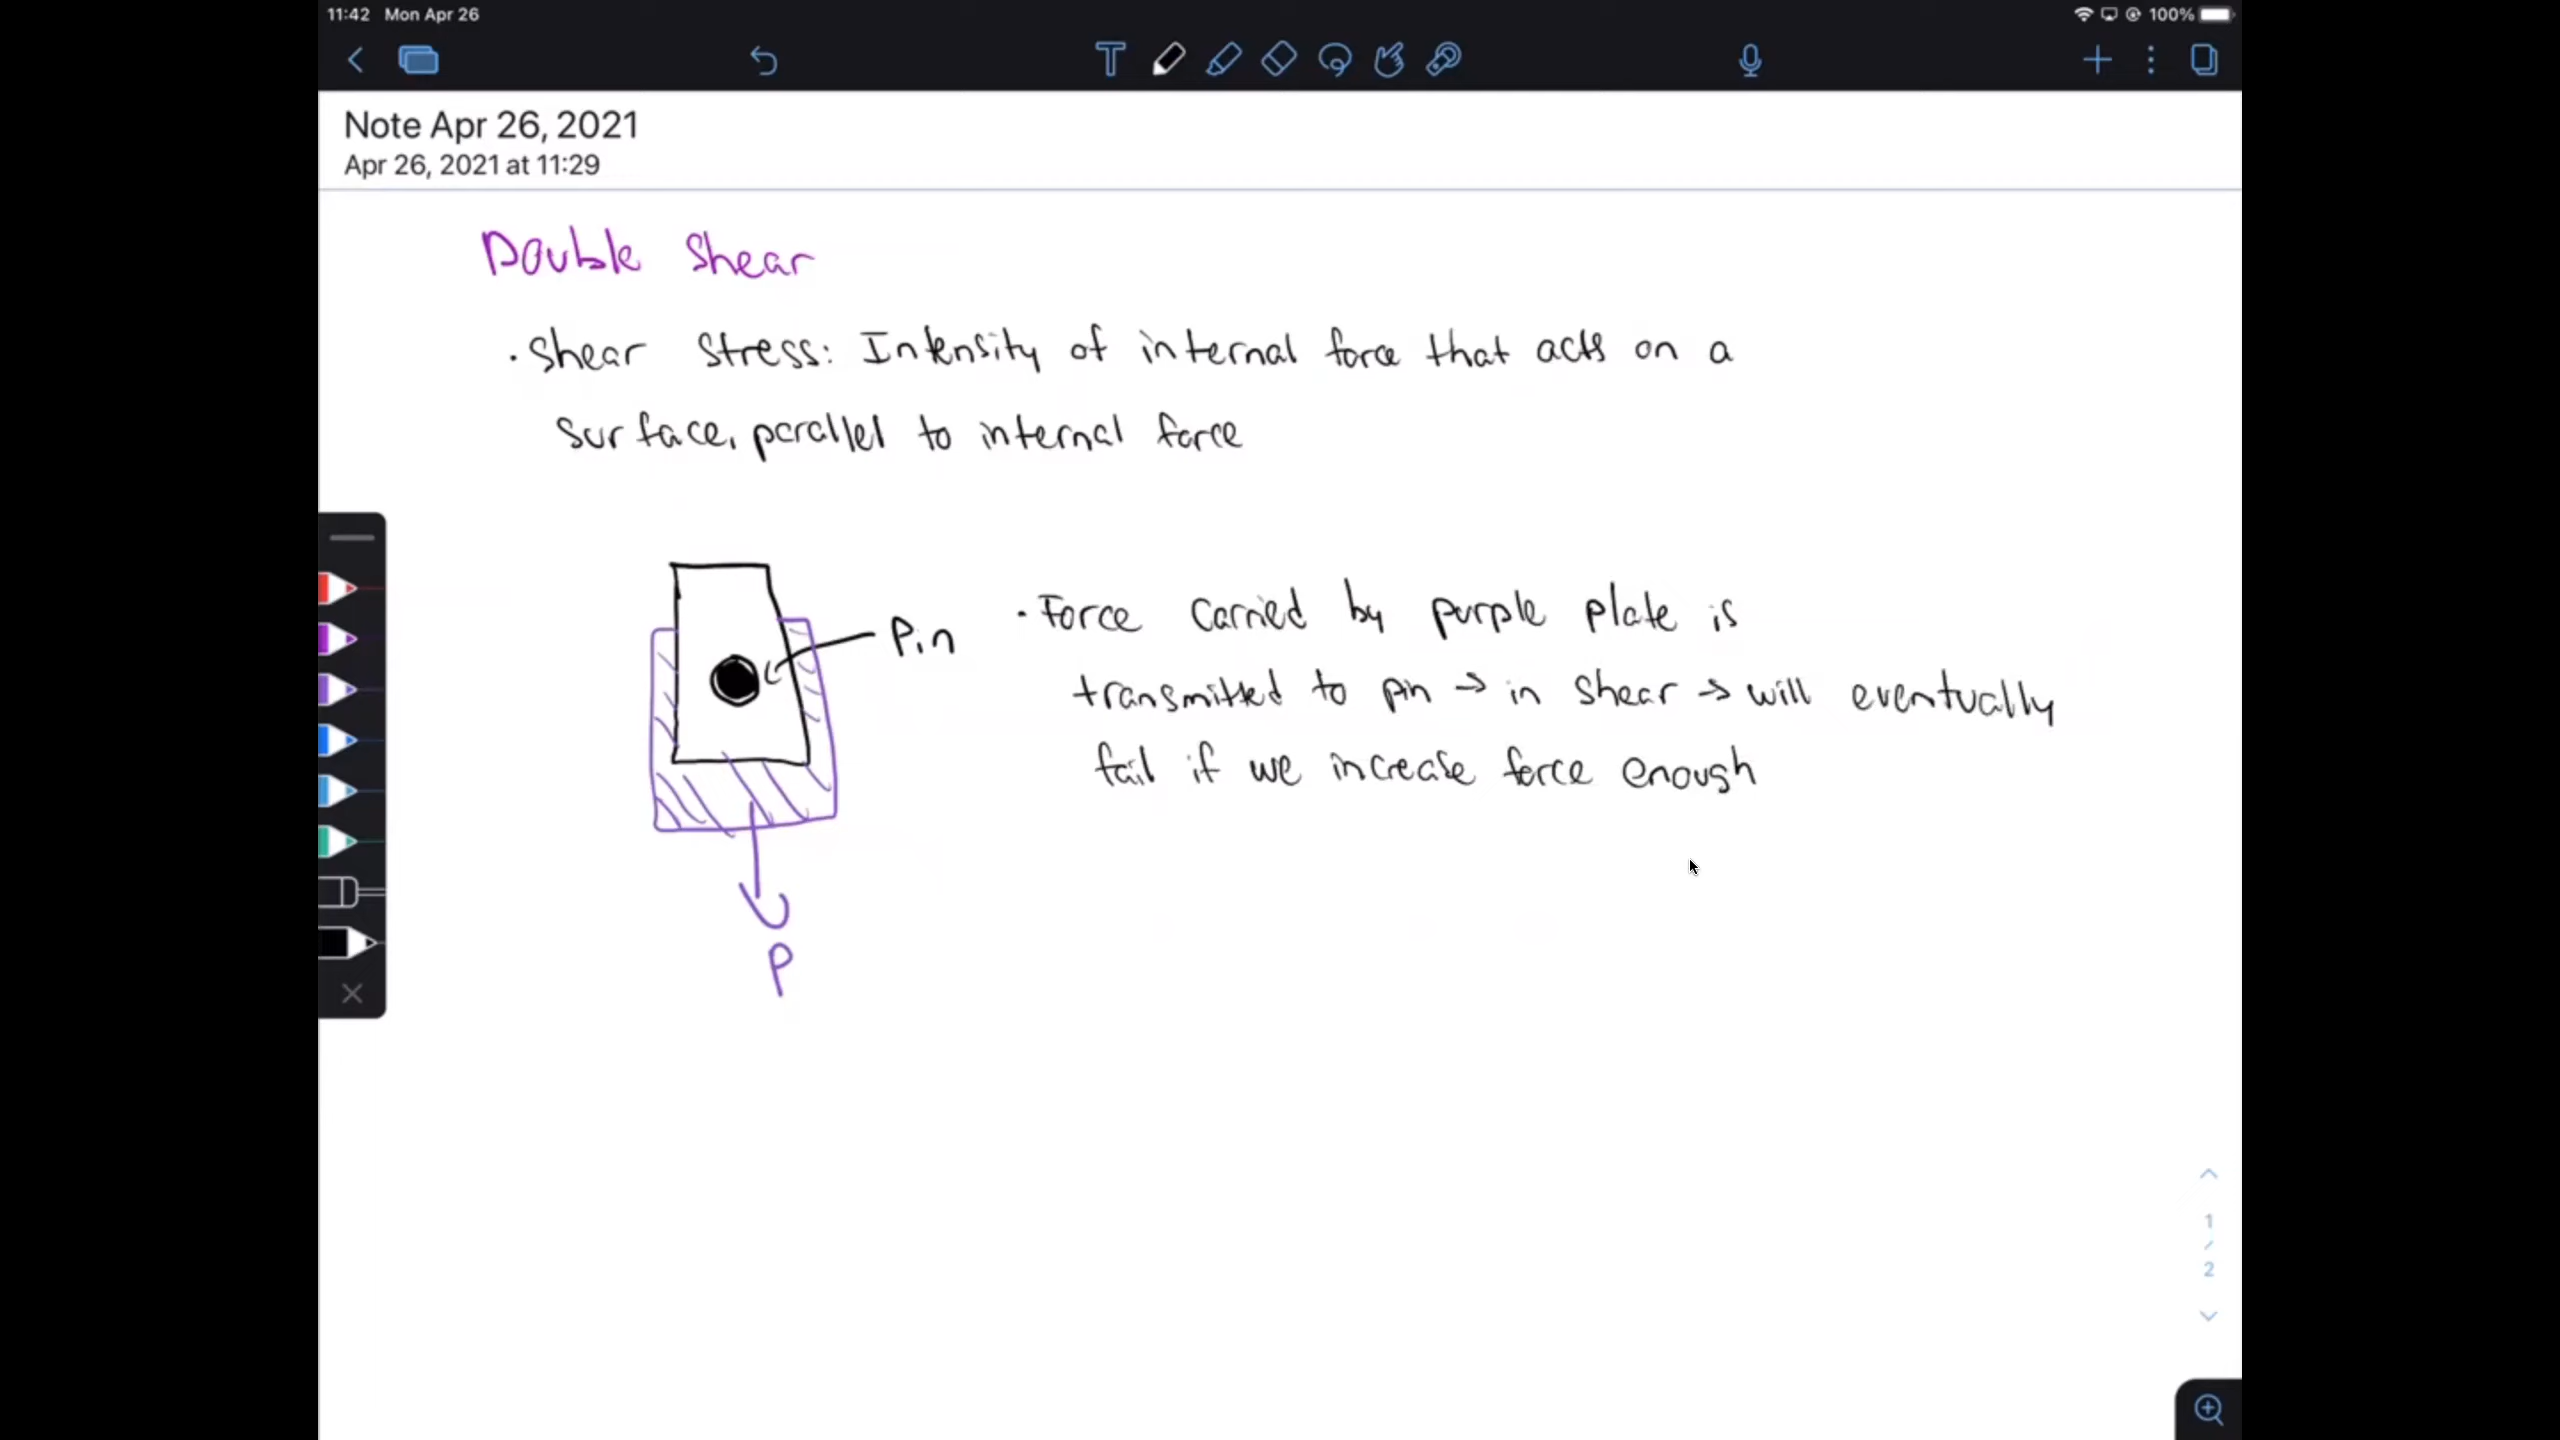 11:42 Mon Apr 26
100%
Note Apr 26, 2021
Apr 26, 2021 at 11:29
Double Shear
· Shear Stress: Intensity of internal force that acts on a
surface, parallel to internal force
Pin
· Force Carried by purple plate is
transmitted to pin → in shear → will eventually
fail if we increase force enough
P
1
/
2